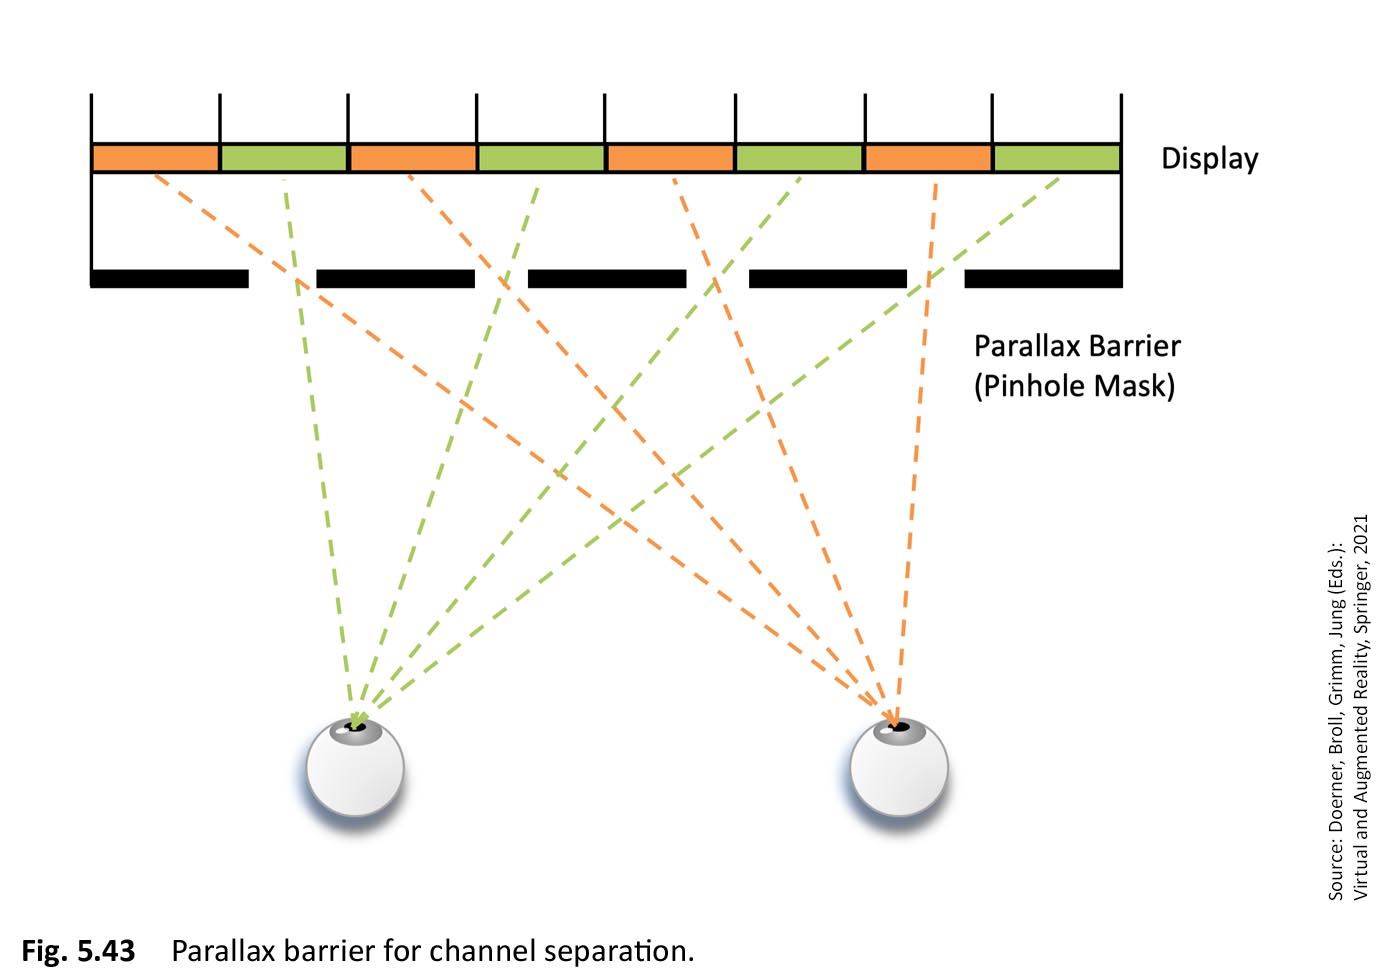 Display
Parallax Barrier
(Pinhole Mask)
Source: Doerner, Broll, Grimm, Jung (Eds.):
Virtual and Augmented Reality, Springer, 2021
Fig. 5.43 Parallax barrier for channel separation.